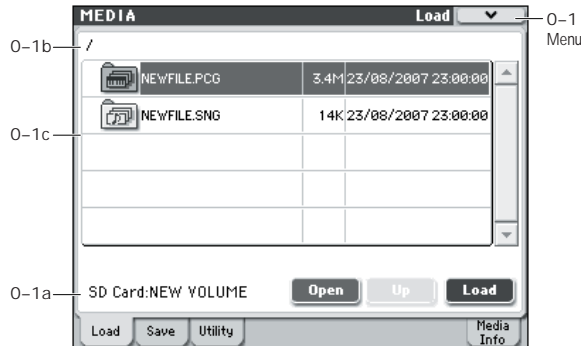 MEDIA Load
0-1
Menu
0-1b /
NEWFILE.PCG 3.4M 23/08/2007 23:00:00
NEWFILE.SNG 14K 23/08/2007 23:00:00
0-1c
0-1a SD Card:NEW VOLUME Open Up Load
Load Save Utility Media Info